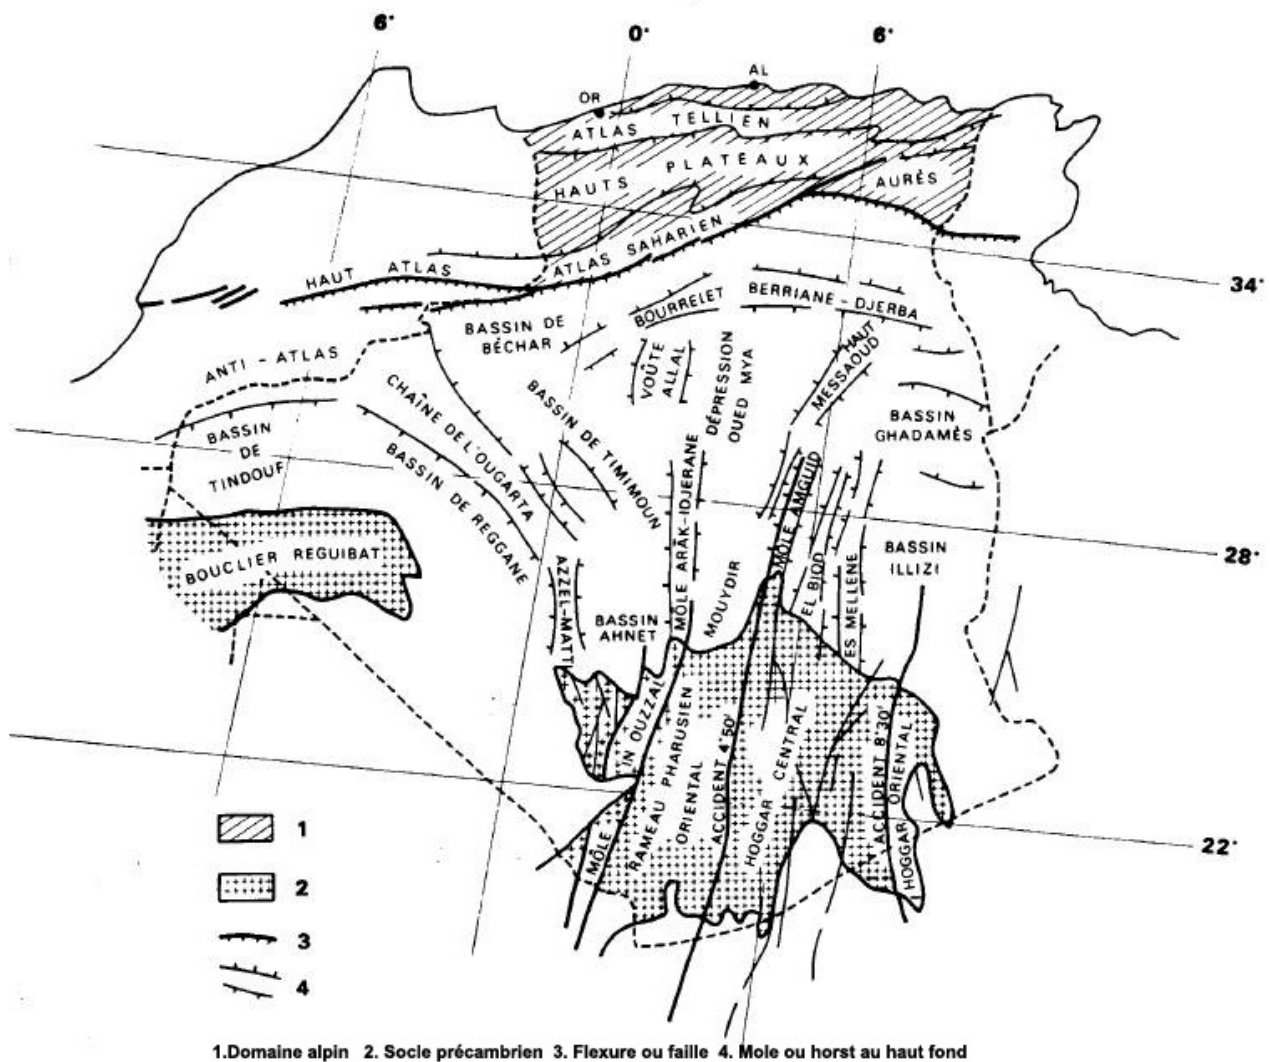 6°
0°
6°
AL
OR
ATLAS TELLIEN
HAUTS PLATEAUX
AURÈS
ATLAS SAHARIEN
HAUT ATLAS
34°
BOURRELET
BERRIANE - DJERBA
BASSIN DE
BÉCHAR
ANTI - ATLAS
VOÛTE
ALLAL
DÉPRESSION
OUED MYA
HAUT
MESSAOUD
CHAÎNE DE L'OUGARTA
BASSIN DE TIMIMOUN
BASSIN
GHADAMÈS
BASSIN
DE
TINDOUF
BASSIN DE REGGANE
MÔLE ARAK-IDJERANE
MÔLE AMGUID
28°
BOUCLIER REGUIBAT
AZZEL-MATTI
BASSIN
AHNET
MOUYDIR
EL BIOD
ES MELLENE
BASSIN
ILLIZI
MÔLE IN OUZZAL
RAMEAU PHARUSIEN
ORIENTAL
ACCIDENT 4°50'
HOGGAR CENTRAL
ACCIDENT 8°30'
HOGGAR ORIENTAL
22°
1
2
3
4
1.Domaine alpin 2. Socle précambrien 3. Flexure ou faille 4. Mole ou horst au haut fond